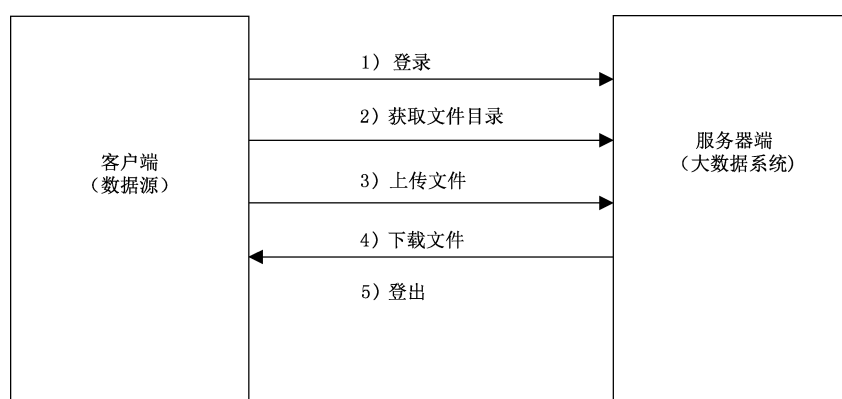 1) 登录
2) 获取文件目录
3) 上传文件
4) 下载文件
5) 登出
客户端
（数据源）
服务器端
（大数据系统)